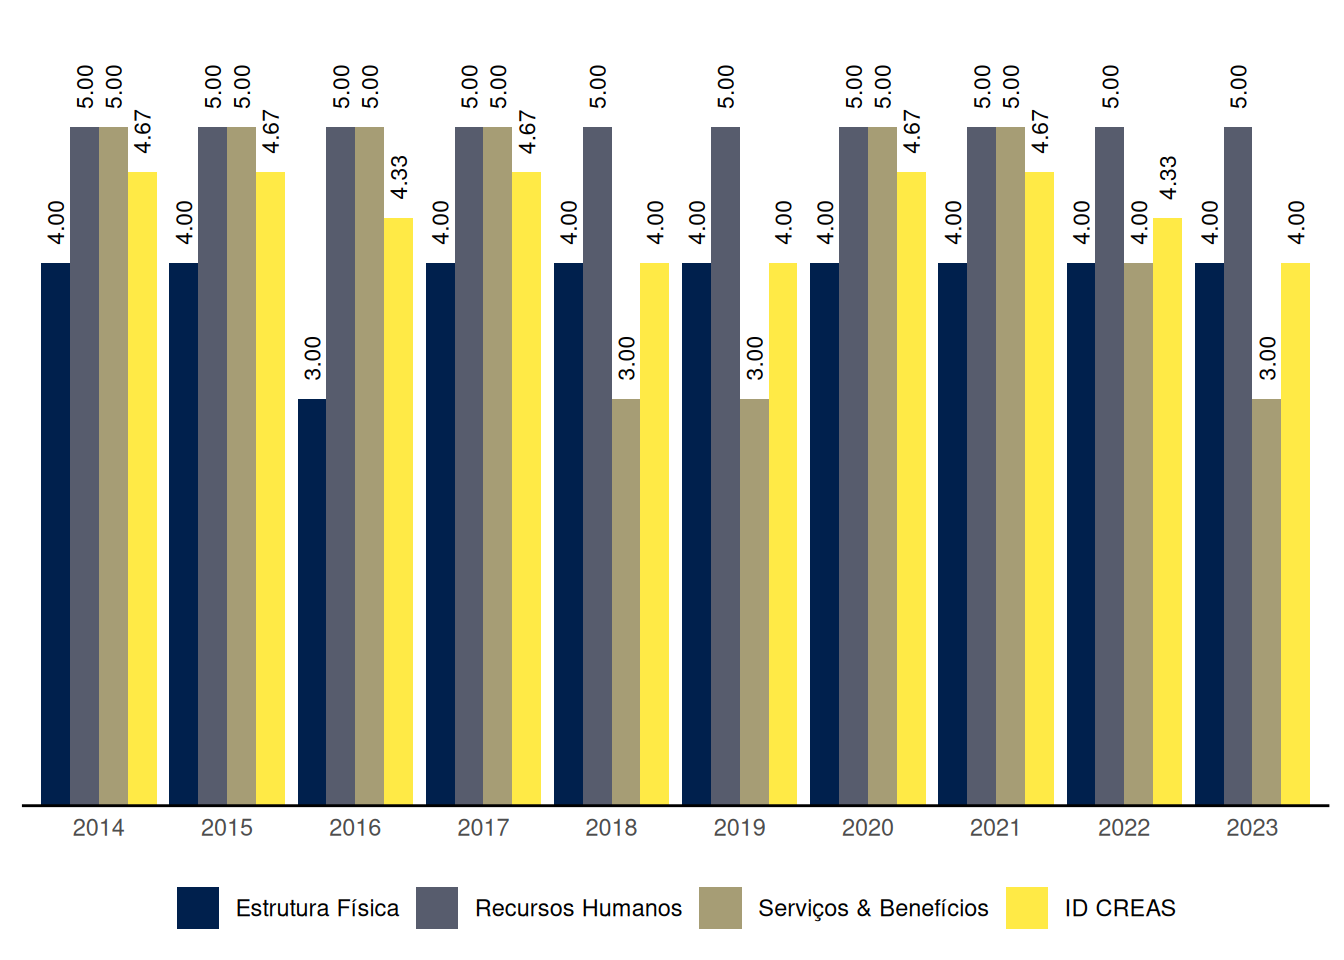 4.00 5.00 5.00 4.67 4.00 5.00 5.00 4.67 3.00 5.00 5.00 4.33 4.00 5.00 5.00 4.67 4.00 5.00 3.00 4.00 4.00 5.00 3.00 4.00 4.00 5.00 5.00 4.67 4.00 5.00 5.00 4.67 4.00 5.00 4.00 4.33 4.00 5.00 3.00 4.00
2014 2015 2016 2017 2018 2019 2020 2021 2022 2023
Estrutura Física Recursos Humanos Serviços & Benefícios ID CREAS